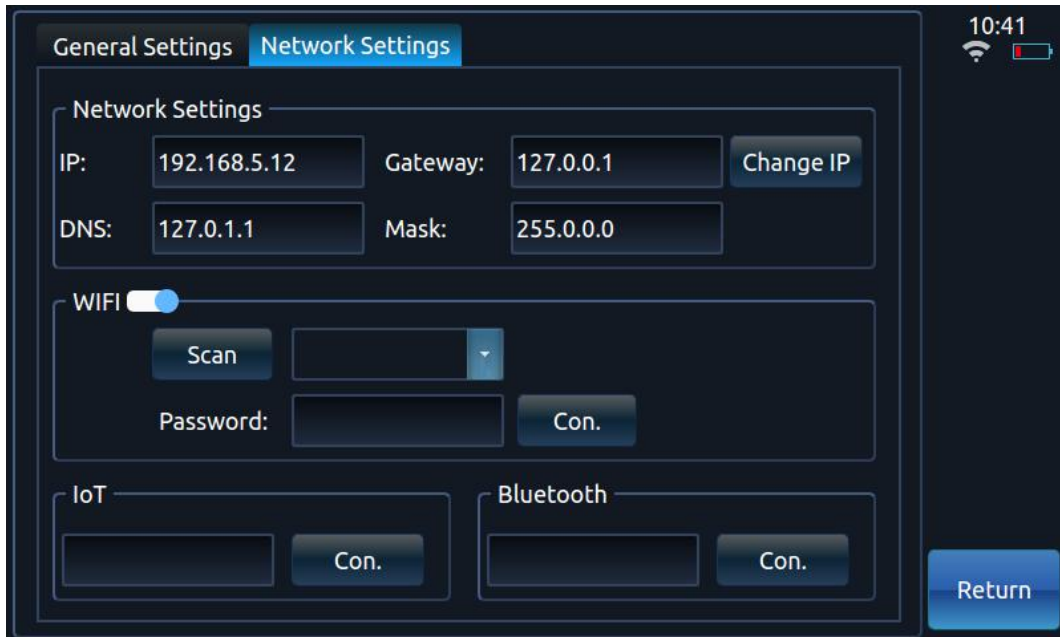 General Settings
Network Settings
10:41
Network Settings
IP:
192.168.5.12
Gateway:
127.0.0.1
Change IP
DNS:
127.0.1.1
Mask:
255.0.0.0
WIFI
Scan
Password:
Con.
IoT
Con.
Bluetooth
Con.
Return